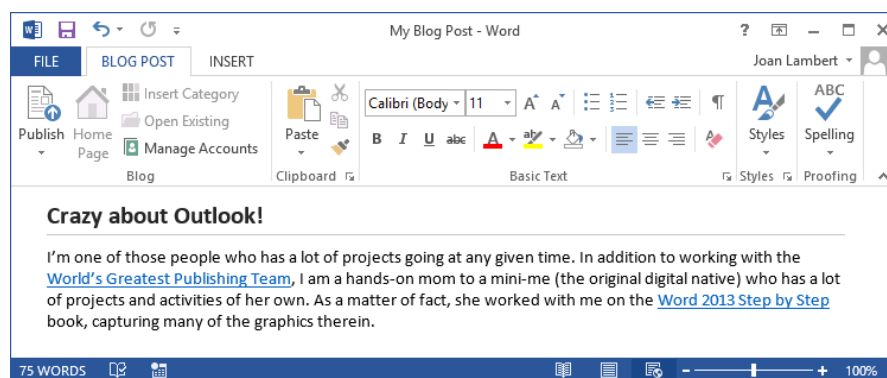 My Blog Post - Word
?
FILE BLOG POST INSERT Joan Lambert
Publish
Home Page
Insert Category
Open Existing
Manage Accounts
Blog
Paste
Clipboard
Calibri (Body 11 A A
B I U abc A aby
Basic Text
Styles
Styles
ABC
Spelling
Proofing
Crazy about Outlook!
I'm one of those people who has a lot of projects going at any given time. In addition to working with the
World's Greatest Publishing Team, I am a hands-on mom to a mini-me (the original digital native) who has a lot
of projects and activities of her own. As a matter of fact, she worked with me on the Word 2013 Step by Step
book, capturing many of the graphics therein.
75 WORDS 100%